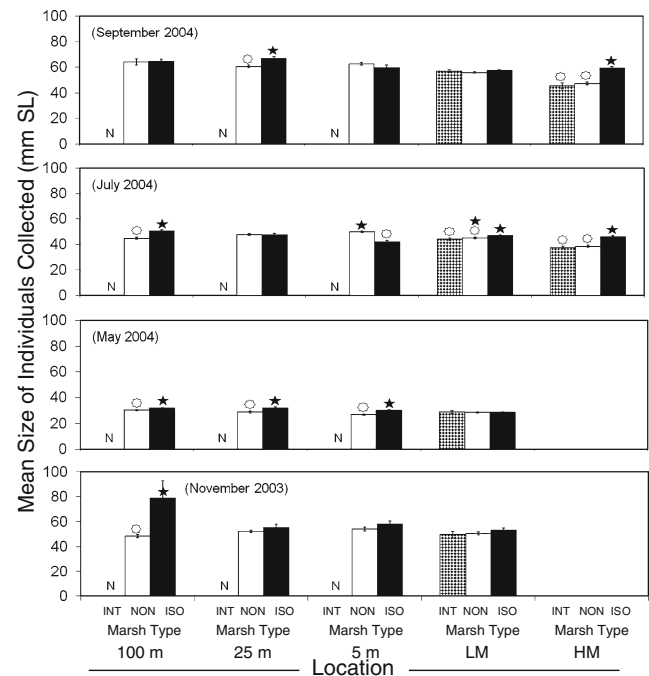 Mean Size of Individuals Collected (mm SL)
100
(September 2004)
80
60
40
20
0
N
N
N
100
(July 2004)
80
60
40
20
0
N
N
N
100
(May 2004)
80
60
40
20
0
N
N
N
100
(November 2003)
80
60
40
20
0
N
N
N
INT NON ISO INT NON ISO INT NON ISO INT NON ISO INT NON ISO
Marsh Type Marsh Type Marsh Type Marsh Type Marsh Type
100 m 25 m 5 m LM HM
Location